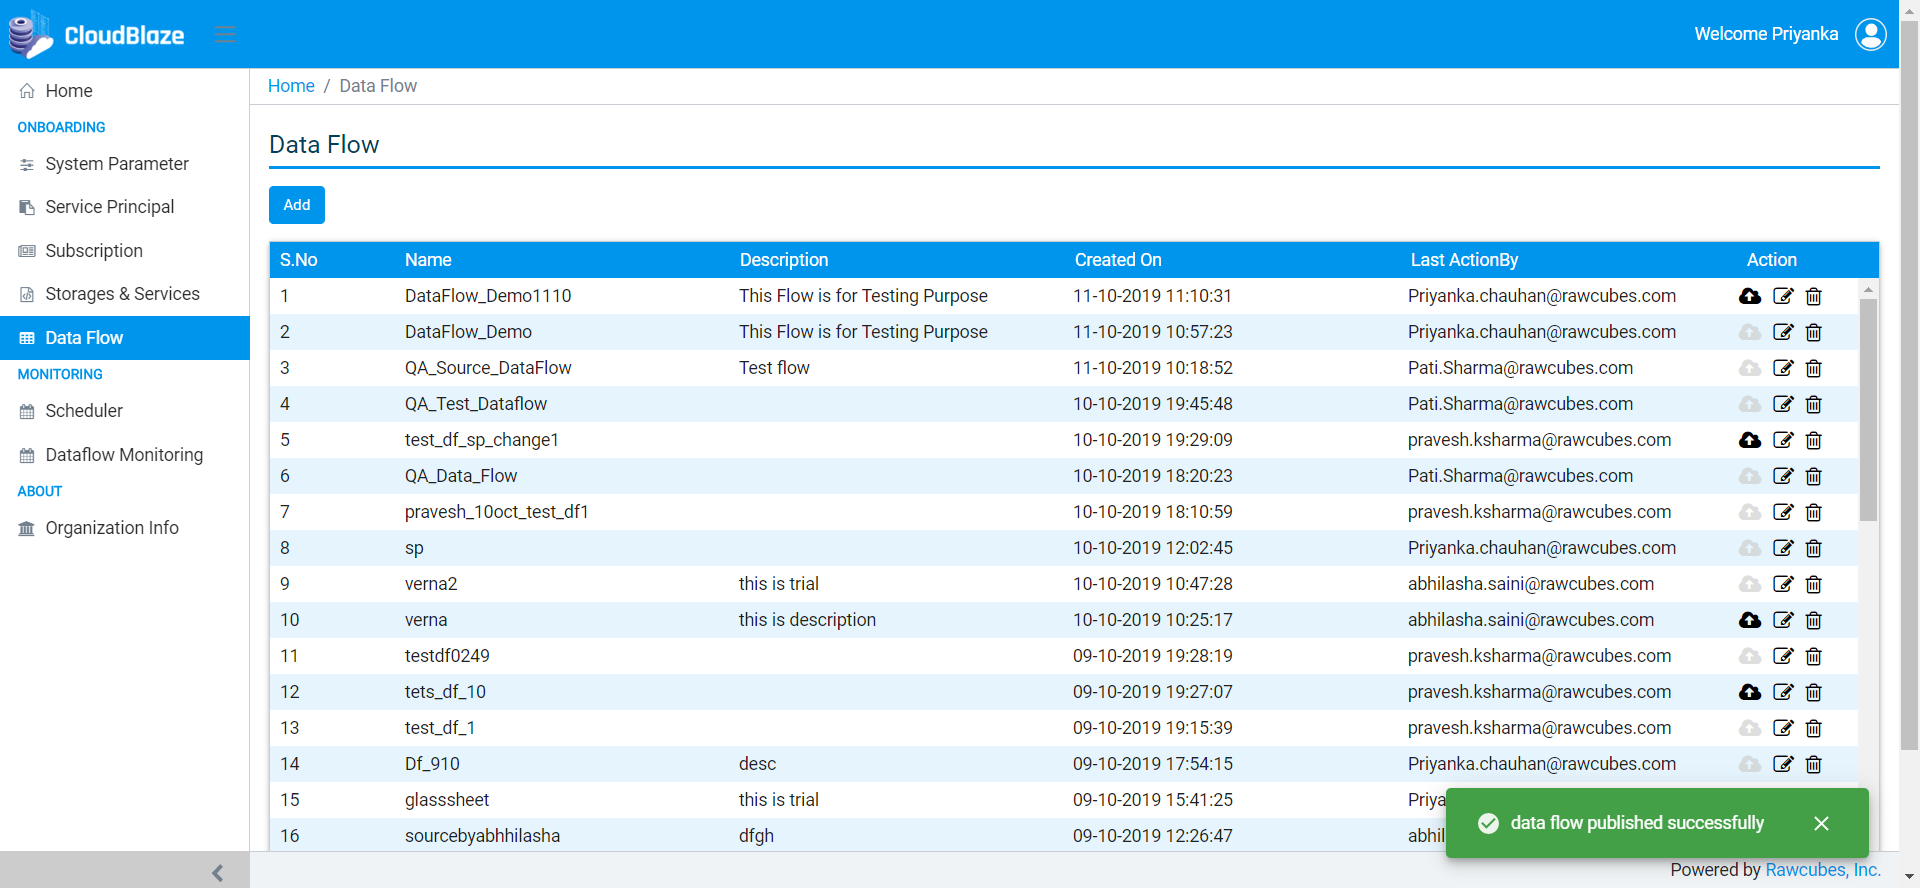 CloudBlaze
Welcome Priyanka
Home
ONBOARDING
System Parameter
Service Principal
Subscription
Storages & Services
Data Flow
MONITORING
Scheduler
Dataflow Monitoring
ABOUT
Organization Info
Home / Data Flow
Data Flow
Add
S.No Name Description Created On Last ActionBy Action
1 DataFlow_Demo1110 This Flow is for Testing Purpose 11-10-2019 11:10:31 Priyanka.chauhan@rawcubes.com
2 DataFlow_Demo This Flow is for Testing Purpose 11-10-2019 10:57:23 Priyanka.chauhan@rawcubes.com
3 QA_Source_DataFlow Test flow 11-10-2019 10:18:52 Pati.Sharma@rawcubes.com
4 QA_Test_Dataflow 10-10-2019 19:45:48 Pati.Sharma@rawcubes.com
5 test_df_sp_change1 10-10-2019 19:29:09 pravesh.ksharma@rawcubes.com
6 QA_Data_Flow 10-10-2019 18:20:23 Pati.Sharma@rawcubes.com
7 pravesh_10oct_test_df1 10-10-2019 18:10:59 pravesh.ksharma@rawcubes.com
8 sp 10-10-2019 12:02:45 Priyanka.chauhan@rawcubes.com
9 verna2 this is trial 10-10-2019 10:47:28 abhilasha.saini@rawcubes.com
10 verna this is description 10-10-2019 10:25:17 abhilasha.saini@rawcubes.com
11 testdf0249 09-10-2019 19:28:19 pravesh.ksharma@rawcubes.com
12 tets_df_10 09-10-2019 19:27:07 pravesh.ksharma@rawcubes.com
13 test_df_1 09-10-2019 19:15:39 pravesh.ksharma@rawcubes.com
14 Df_910 desc 09-10-2019 17:54:15 Priyanka.chauhan@rawcubes.com
15 glasssheet this is trial 09-10-2019 15:41:25 Priya
16 sourcebyabhhilasha dfgh 09-10-2019 12:26:47 abhil
data flow published successfully
Powered by Rawcubes, Inc.